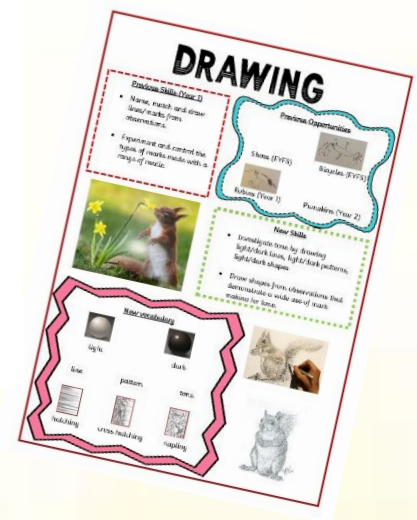 DRAWING
Previous Skills (Year 1)
Name, match and draw
lines/marks from
observations.
Experiment and control the
types of marks made with a
range of media.
Previous Opportunities
Stems (EYFS)
Bicycles (EYFS)
Robins (Year 1)
Pumpkins (Year 2)
New Skills
Investigate tone by drawing
light/dark lines, light/dark patterns,
light/dark shapes
Draw shapes from observations that
demonstrate a wide use of mark
making for tone.
New vocabulary
light
dark
line
pattern
tone
hatching
cross hatching